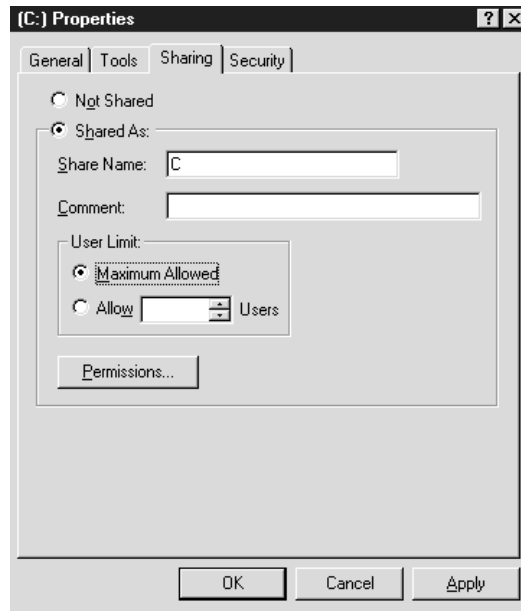 (C:) Properties
General Tools Sharing Security
Not Shared
Shared As:
Share Name: C
Comment:
User Limit:
Maximum Allowed
Allow Users
Permissions...
OK Cancel Apply